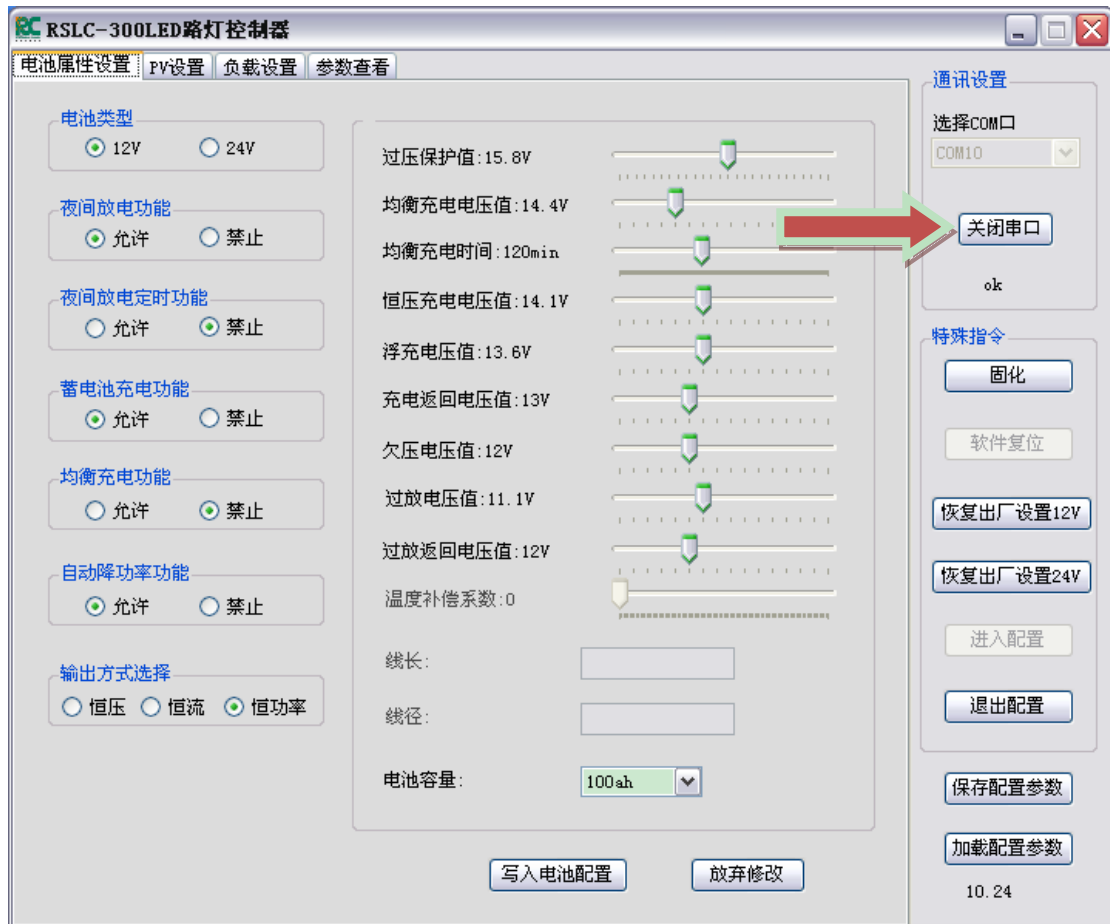 RC RSLC-300LED路灯控制器
电池属性设置 PV设置 负载设置 参数查看
电池类型
12V 24V
夜间放电功能
允许 禁止
夜间放电定时功能
允许 禁止
蓄电池充电功能
允许 禁止
均衡充电功能
允许 禁止
自动降功率功能
允许 禁止
输出方式选择
恒压 恒流 恒功率
过压保护值:15.8V
均衡充电电压值:14.4V
均衡充电时间:120min
恒压充电电压值:14.1V
浮充电压值:13.6V
充电返回电压值:13V
欠压电压值:12V
过放电压值:11.1V
过放返回电压值:12V
温度补偿系数:0
线长:
线径:
电池容量: 100ah
写入电池配置 放弃修改
通讯设置
选择COM口
COM10
关闭串口
ok
特殊指令
固化
软件复位
恢复出厂设置12V
恢复出厂设置24V
进入配置
退出配置
保存配置参数
加载配置参数
10.24